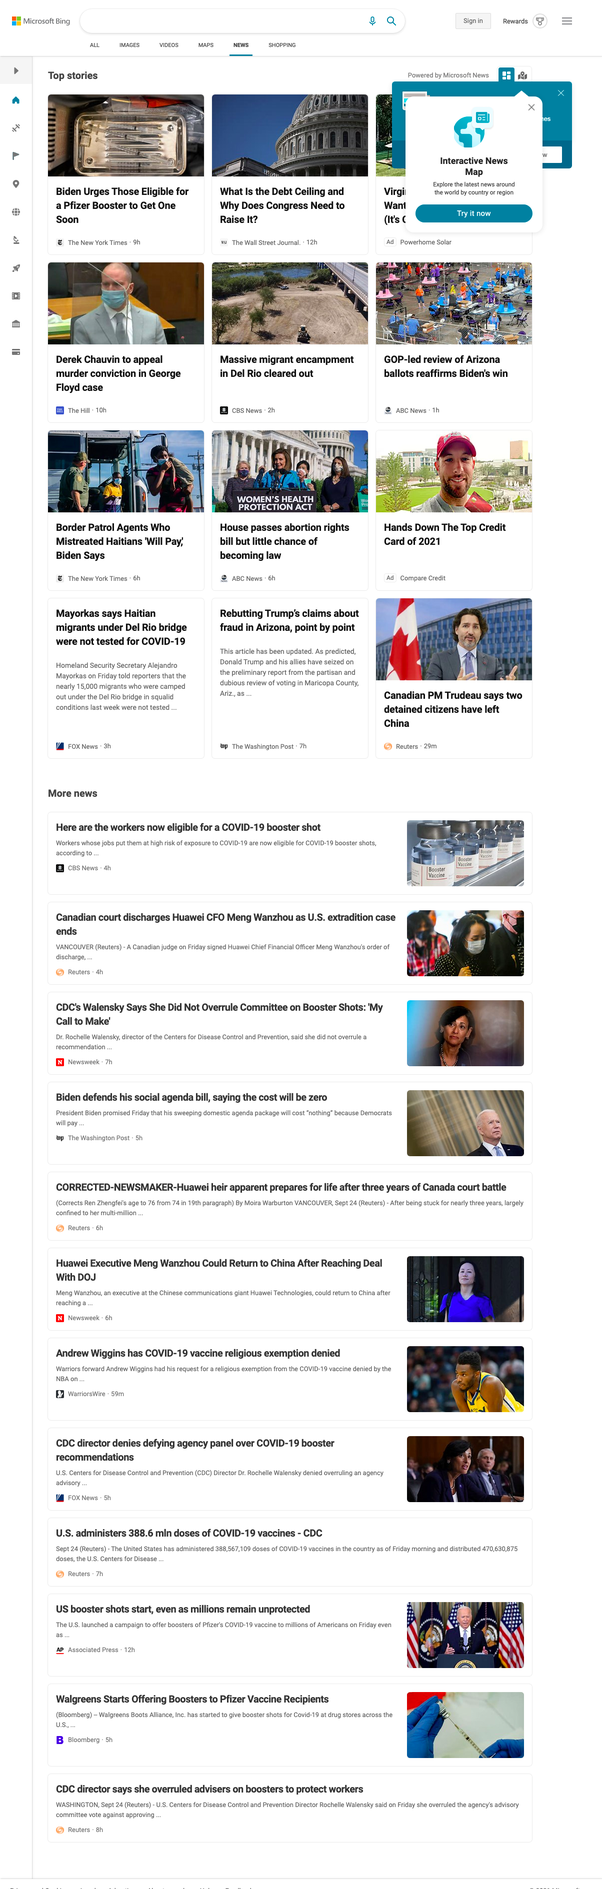 Microsoft Bing
Sign in
Rewards
ALL IMAGES VIDEOS MAPS NEWS SHOPPING
Top stories
Powered by Microsoft News
Interactive News
Map
Explore the latest news around
the world by country or region
Try it now
Biden Urges Those Eligible for
a Pfizer Booster to Get One
Soon
The New York Times · 9h
What Is the Debt Ceiling and
Why Does Congress Need to
Raise It?
The Wall Street Journal. · 12h
Want
(It's
Ad Powerhome Solar
Derek Chauvin to appeal
murder conviction in George
Floyd case
The Hill · 10h
Massive migrant encampment
in Del Rio cleared out
CBS News · 2h
GOP-led review of Arizona
ballots reaffirms Biden's win
ABC News · 1h
Border Patrol Agents Who
Mistreated Haitians 'Will Pay,'
Biden Says
The New York Times · 6h
WOMEN'S HEALTH
PROTECTION ACT
House passes abortion rights
bill but little chance of
becoming law
ABC News · 6h
Hands Down The Top Credit
Card of 2021
Ad Compare Credit
Mayorkas says Haitian
migrants under Del Rio bridge
were not tested for COVID-19
Homeland Security Secretary Alejandro
Mayorkas on Friday told reporters that the
nearly 15,000 migrants who were camped
out under the Del Rio bridge in squalid
conditions last week were not tested ...
FOX News · 3h
Rebutting Trump's claims about
fraud in Arizona, point by point
This article has been updated. As predicted,
Donald Trump and his allies have seized on
the preliminary report from the partisan and
dubious review of voting in Maricopa County,
Ariz., as ...
The Washington Post · 7h
Canadian PM Trudeau says two
detained citizens have left
China
Reuters · 29m
More news
Here are the workers now eligible for a COVID-19 booster shot
Workers whose jobs put them at high risk of exposure to COVID-19 are now eligible for COVID-19 booster shots,
according to ...
CBS News · 4h
Booster
Vaccine
Booster
Vaccine
Canadian court discharges Huawei CFO Meng Wanzhou as U.S. extradition case
ends
VANCOUVER (Reuters) - A Canadian judge on Friday signed Huawei Chief Financial Officer Meng Wanzhou's order of
discharge, ...
Reuters · 4h
CDC's Walensky Says She Did Not Overrule Committee on Booster Shots: 'My
Call to Make'
Dr. Rochelle Walensky, director of the Centers for Disease Control and Prevention, said she did not overrule a
recommendation ...
Newsweek · 7h
Biden defends his social agenda bill, saying the cost will be zero
President Biden promised Friday that his sweeping domestic agenda package will cost "nothing" because Democrats
will pay ...
The Washington Post · 5h
CORRECTED-NEWSMAKER-Huawei heir apparent prepares for life after three years of Canada court battle
(Corrects Ren Zhengfei's age to 76 from 74 in 19th paragraph) By Moira Warburton VANCOUVER, Sept 24 (Reuters) - After being stuck for nearly three years, largely
confined to her multi-million ...
Reuters · 6h
Huawei Executive Meng Wanzhou Could Return to China After Reaching Deal
With DOJ
Meng Wanzhou, an executive at the Chinese communications giant Huawei Technologies, could return to China after
reaching a ...
Newsweek · 6h
Andrew Wiggins has COVID-19 vaccine religious exemption denied
Warriors forward Andrew Wiggins had his request for a religious exemption from the COVID-19 vaccine denied by the
NBA on ...
WarriorsWire · 59m
CDC director denies defying agency panel over COVID-19 booster
recommendations
U.S. Centers for Disease Control and Prevention (CDC) Director Dr. Rochelle Walensky denied overruling an agency
advisory ...
FOX News · 5h
U.S. administers 388.6 mln doses of COVID-19 vaccines - CDC
Sept 24 (Reuters) - The United States has administered 388,567,109 doses of COVID-19 vaccines in the country as of Friday morning and distributed 470,630,875
doses, the U.S. Centers for Disease ...
Reuters · 7h
US booster shots start, even as millions remain unprotected
The U.S. launched a campaign to offer boosters of Pfizer's COVID-19 vaccine to millions of Americans on Friday even
as ...
Associated Press · 12h
Walgreens Starts Offering Boosters to Pfizer Vaccine Recipients
(Bloomberg) -- Walgreens Boots Alliance, Inc. has started to give booster shots for Covid-19 at drug stores across the
U.S., ...
Bloomberg · 5h
CDC director says she overruled advisers on boosters to protect workers
WASHINGTON, Sept 24 (Reuters) - U.S. Centers for Disease Control and Prevention Director Rochelle Walensky said on Friday she overruled the agency's advisory
committee vote against approving ...
Reuters · 8h